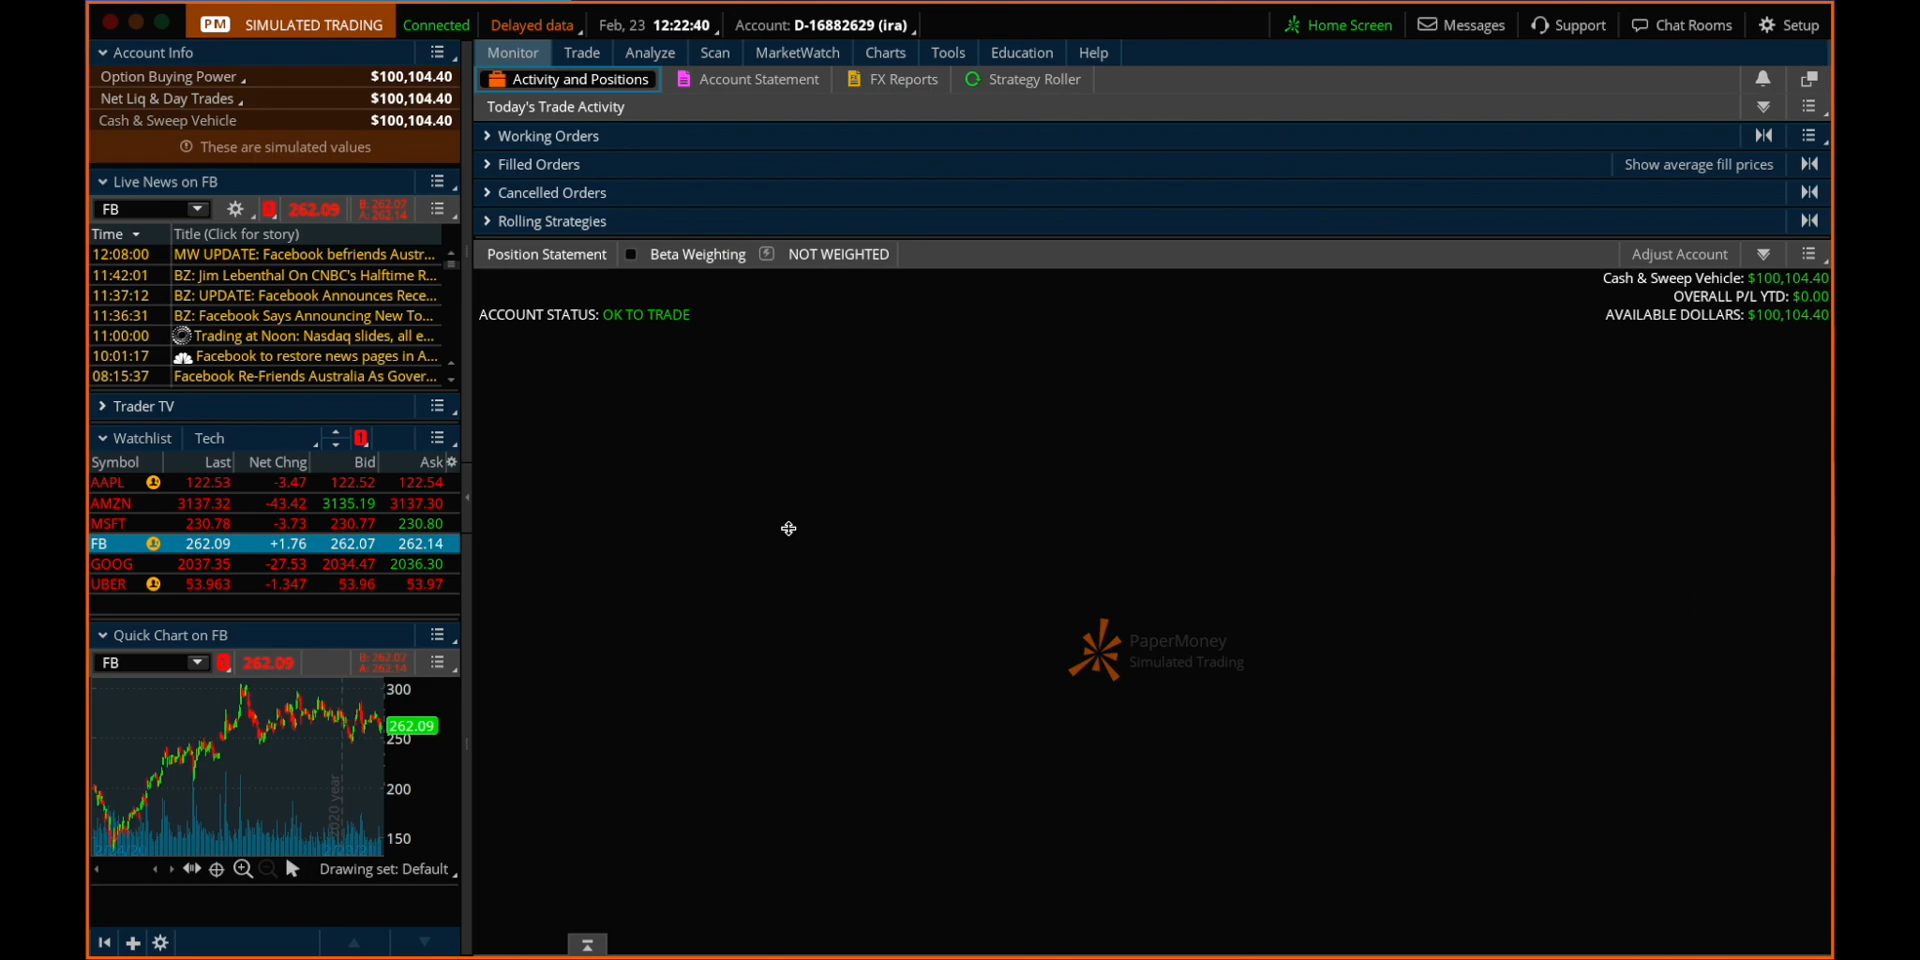 PM SIMULATED TRADING Connected Delayed data Feb, 23 12:22:40 Account: D-16882629 (ira) Home Screen Messages Support Chat Rooms Setup
Account Info
Option Buying Power $100,104.40
Net Liq & Day Trades $100,104.40
Cash & Sweep Vehicle $100,104.40
These are simulated values
Live News on FB
FB 1 262.09 B: 262.07
A: 262.14
Time Title (Click for story)
12:08:00 MW UPDATE: Facebook befriends Austr...
11:42:01 BZ: Jim Lebenthal On CNBC's Halftime R...
11:37:12 BZ: UPDATE: Facebook Announces Rece...
11:36:31 BZ: Facebook Says Announcing New To...
11:00:00 Trading at Noon: Nasdaq slides, all e...
10:01:17 Facebook to restore news pages in A...
08:15:37 Facebook Re-Friends Australia As Gover...
Trader TV
Watchlist Tech 1
Symbol Last Net Chng Bid Ask
AAPL 122.53 -3.47 122.52 122.54
AMZN 3137.32 -43.42 3135.19 3137.30
MSFT 230.78 -3.73 230.77 230.80
FB 262.09 +1.76 262.07 262.14
GOOG 2037.35 -27.53 2034.47 2036.30
UBER 53.963 -1.347 53.96 53.97
Quick Chart on FB
FB 1 262.09 B: 262.07
A: 262.14
300
262.09
250
200
150
2020 year
Drawing set: Default
Monitor Trade Analyze Scan MarketWatch Charts Tools Education Help
Activity and Positions Account Statement FX Reports Strategy Roller
Today's Trade Activity
Working Orders
Filled Orders Show average fill prices
Cancelled Orders
Rolling Strategies
Position Statement Beta Weighting NOT WEIGHTED Adjust Account
Cash & Sweep Vehicle: $100,104.40
OVERALL P/L YTD: $0.00
ACCOUNT STATUS: OK TO TRADE AVAILABLE DOLLARS: $100,104.40
PaperMoney
Simulated Trading